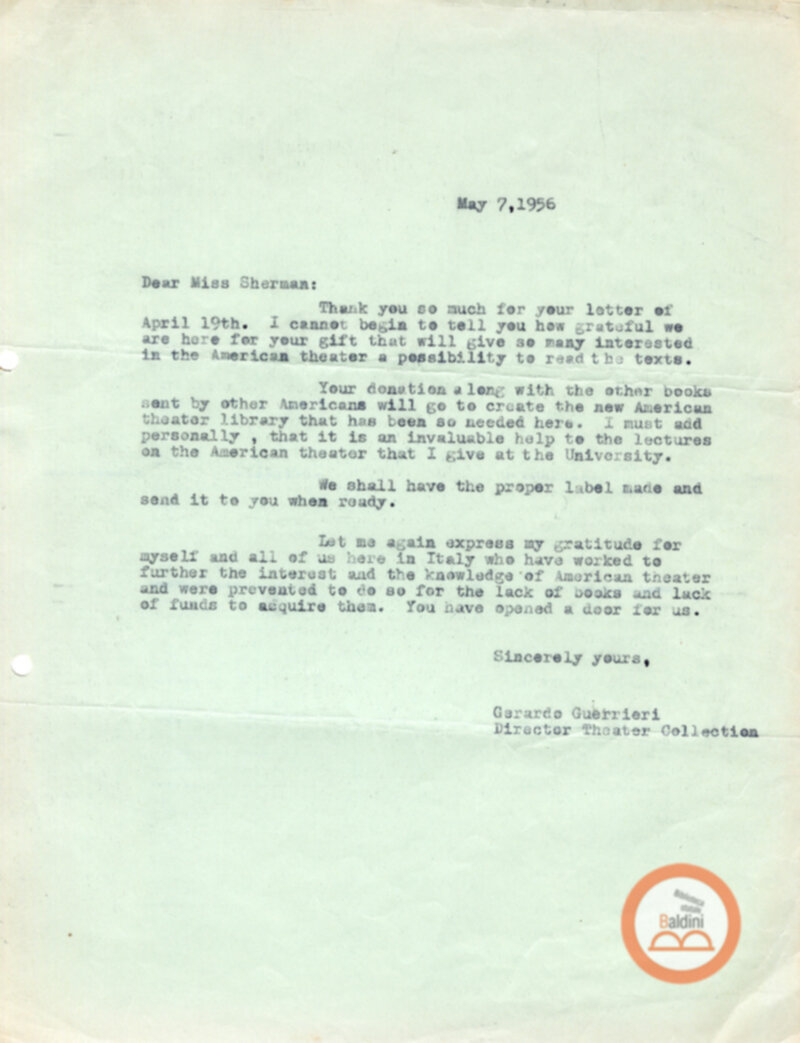 May 7,1956
Dear Miss Sherman:
Thank you so much for your letter of
April 19th. I cannot begin to tell you how grateful we
are here for your gift that will give so many interested
in the American theater a possibility to read the texts.
Your donation along with the other books
sent by other Americans will go to create the new American
theater library that has been so needed here. I must add
personally , that it is an invaluable help to the lectures
on the American theater that I give at the University.
We shall have the proper label made and
send it to you when ready.
Let me again express my gratitude for
myself and all of us here in Italy who have worked to
further the interest and the knowledge of American theater
and were prevented to do so for the lack of books and lack
of funds to acquire them. You have opened a door for us.
Sincerely yours,
Gerardo Guerrieri
Director Theater Collection
Biblioteca
statale
Baldini